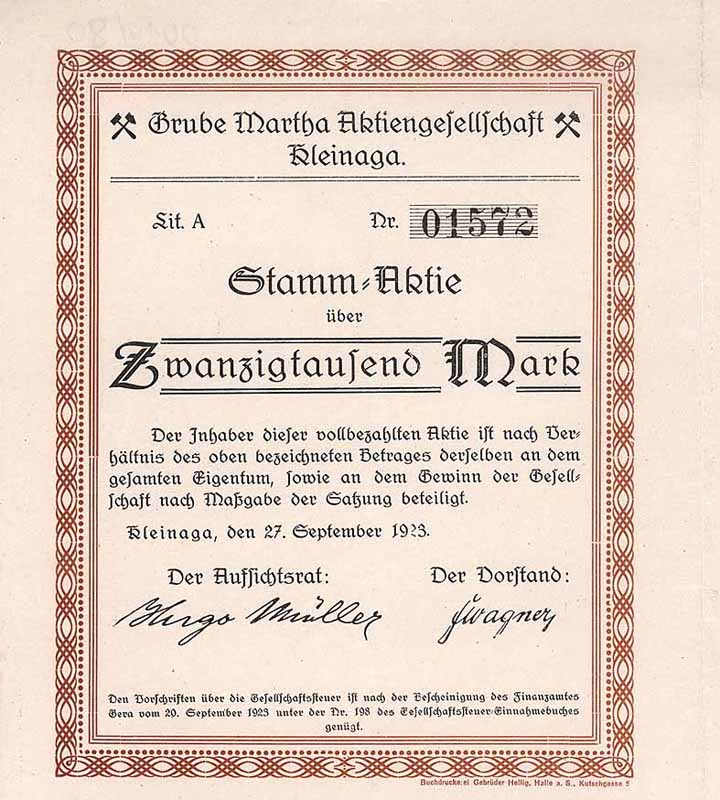 Grube Martha Aktiengesellschaft
Kleinaga.
Lit. A Nr. 01572
Stamm-Aktie
über
Zwanzigtausend Mark
Der Inhaber dieser vollbezahlten Aktie ist nach Ver-
hältnis des oben bezeichneten Betrages derselben an dem
gesamten Eigentum, sowie an dem Gewinn der Gesell-
schaft nach Maßgabe der Satzung beteiligt.
Kleinaga, den 27. September 1923.
Der Aufsichtsrat: Der Vorstand:
Hugo Müller Wagner
Den Vorschriften über die Gesellschaftssteuer ist nach der Bescheinigung des Finanzamtes
Gera vom 20. September 1923 unter der Nr. 198 des Gesellschaftssteuer-Einnahmebuches
genügt.
Buchdruckerei Gebrüder Hellig, Halle a. S., Kutschgasse 5